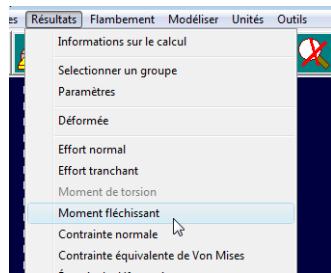 es Résultats Flambement Modéliser Unités Outils
Informations sur le calcul
Selectionner un groupe
Paramètres
Déformée
Effort normal
Effort tranchant
Moment de torsion
Moment fléchissant
Contrainte normale
Contrainte équivalente de Von Mises